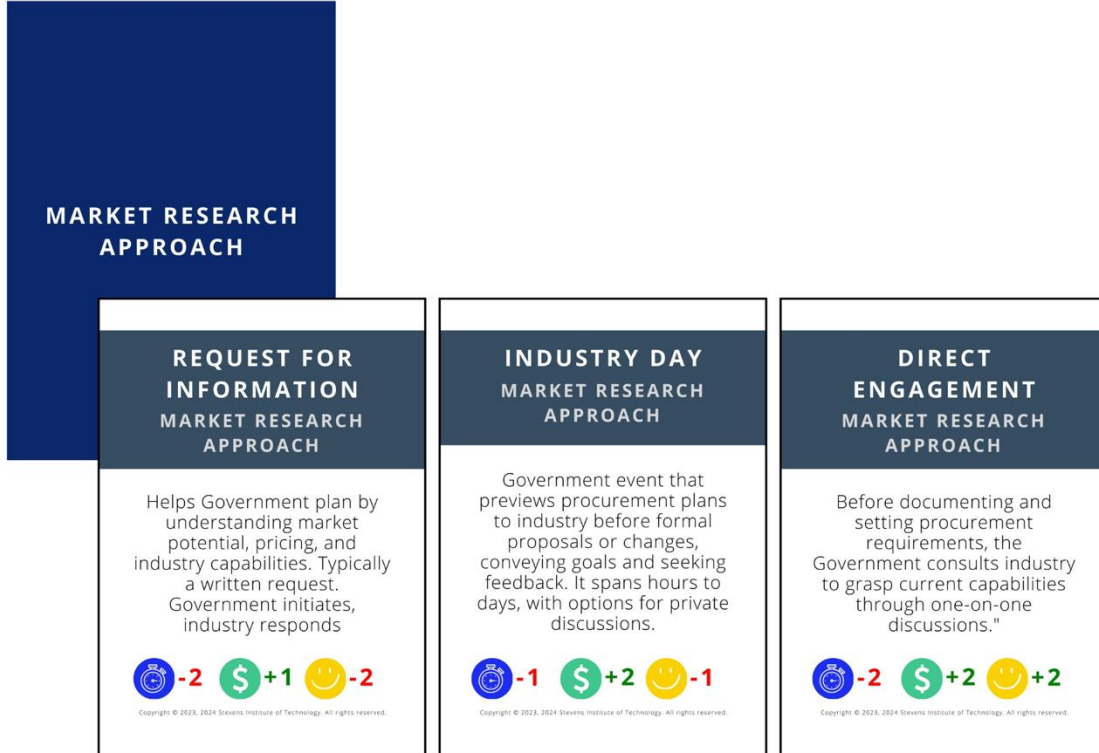 MARKET RESEARCH
APPROACH
REQUEST FOR
INFORMATION
MARKET RESEARCH
APPROACH
Helps Government plan by
understanding market
potential, pricing, and
industry capabilities. Typically
a written request.
Government initiates,
industry responds
-2 $ +1 -2
Copyright © 2023, 2024 Stevens Institute of Technology. All rights reserved.
INDUSTRY DAY
MARKET RESEARCH
APPROACH
Government event that
previews procurement plans
to industry before formal
proposals or changes,
conveying goals and seeking
feedback. It spans hours to
days, with options for private
discussions.
-1 $ +2 -1
Copyright © 2023, 2024 Stevens Institute of Technology. All rights reserved.
DIRECT
ENGAGEMENT
MARKET RESEARCH
APPROACH
Before documenting and
setting procurement
requirements, the
Government consults industry
to grasp current capabilities
through one-on-one
discussions."
-2 $ +2 +2
Copyright © 2023, 2024 Stevens Institute of Technology. All rights reserved.